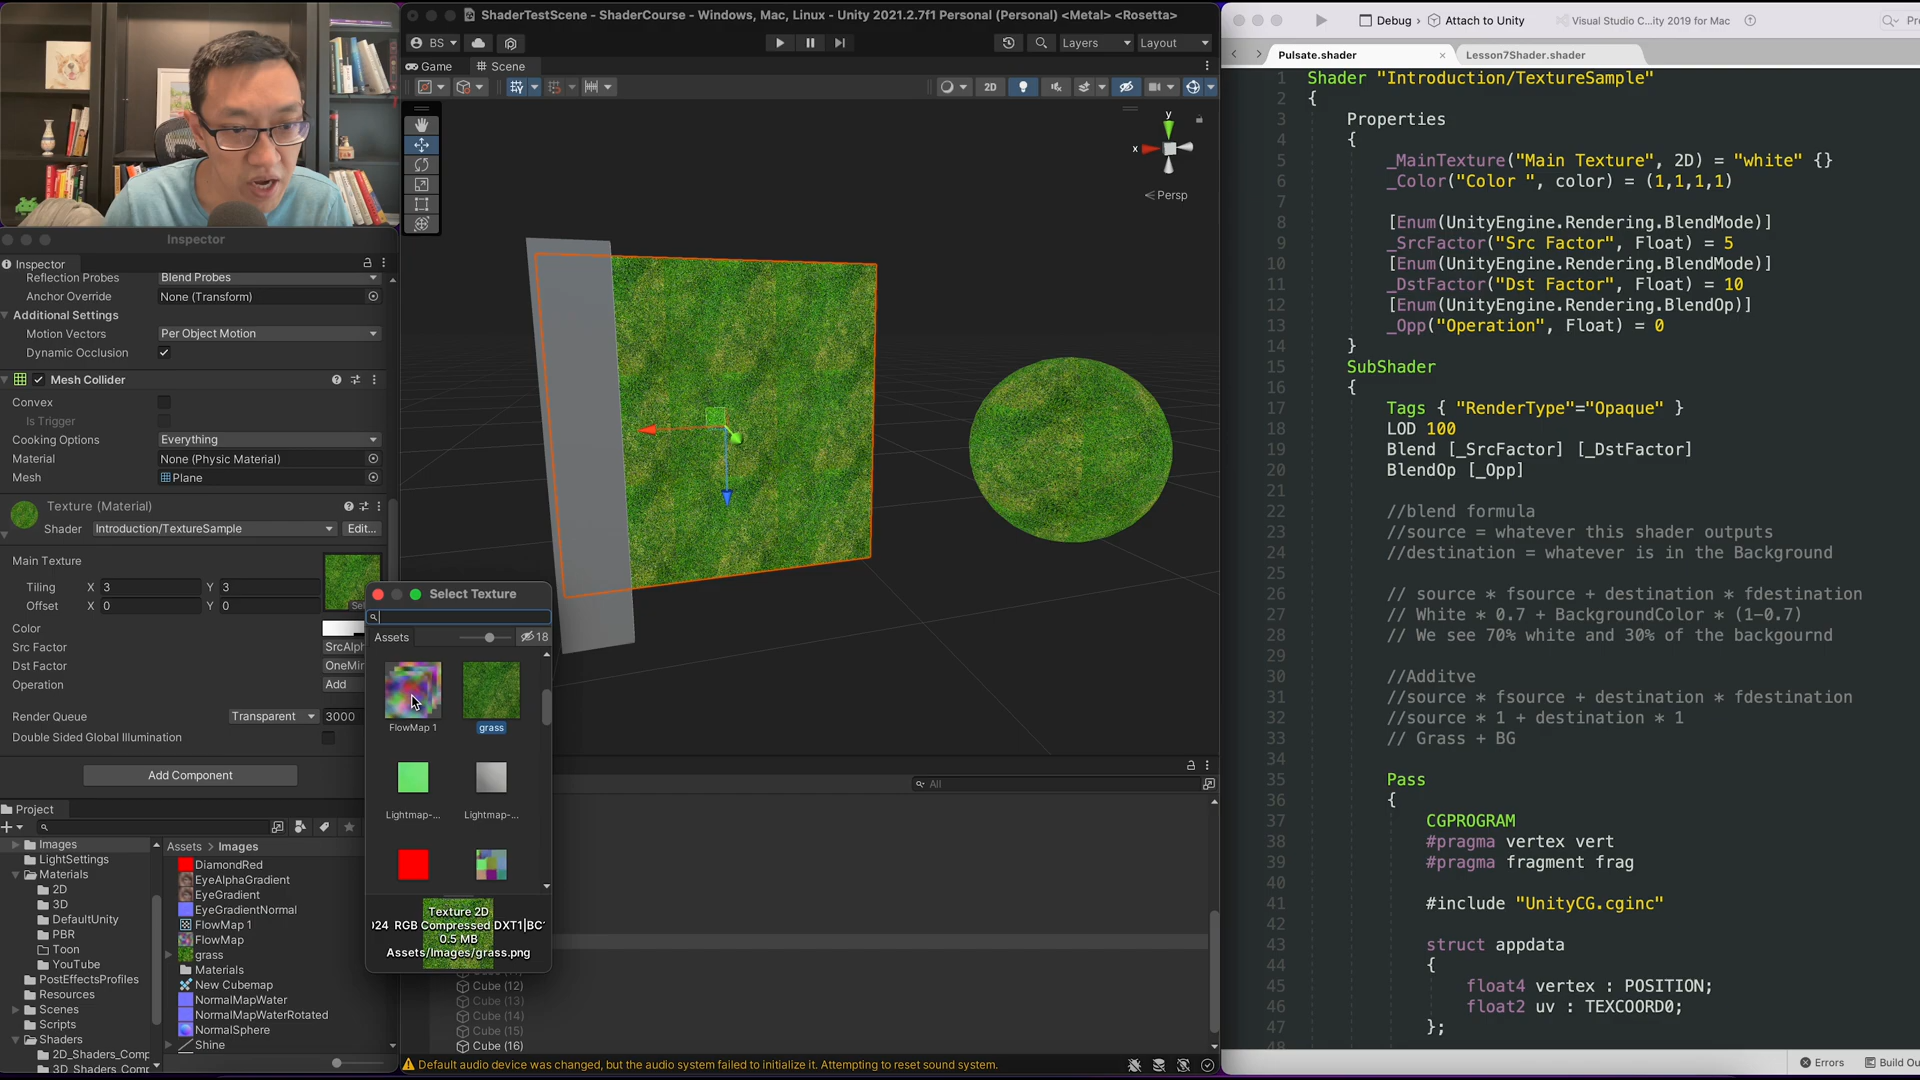 ShaderTestScene - ShaderCourse - Windows, Mac, Linux - Unity 2021.2.7f1 Personal (Personal) <Metal> <Rosetta>
BS
Layers
Layout
Game
Scene
2D
y
x
Persp
Inspector
Inspector
Reflection Probes
Blend Probes
Anchor Override
None (Transform)
Additional Settings
Motion Vectors
Per Object Motion
Dynamic Occlusion
Mesh Collider
Convex
Is Trigger
Cooking Options
Everything
Material
None (Physic Material)
Mesh
Plane
Texture (Material)
Shader
Introduction/TextureSample
Edit...
Main Texture
Tiling
X 3
Y 3
Offset
X 0
Y 0
Color
Src Factor
SrcAlph
Dst Factor
OneMin
Operation
Add
Render Queue
Transparent
3000
Double Sided Global Illumination
Add Component
Select Texture
Assets
18
FlowMap 1
grass
Lightmap-...
Lightmap-...
Texture 2D
024 RGB Compressed DXT1|BC
0.5 MB
Assets/Images/grass.png
Project
Images
LightSettings
Materials
2D
3D
DefaultUnity
PBR
Toon
YouTube
PostEffectsProfiles
Resources
Scenes
Scripts
Shaders
2D_Shaders_Comp
3D_Shaders_Comp
Assets > Images
DiamondRed
EyeAlphaGradient
EyeGradient
EyeGradientNormal
FlowMap 1
FlowMap
grass
Materials
New Cubemap
NormalMapWater
NormalMapWaterRotated
NormalSphere
Shine
All
Cube (12)
Cube (13)
Cube (14)
Cube (15)
Cube (16)
Default audio device was changed, but the audio system failed to initialize it. Attempting to reset sound system.
Debug
Attach to Unity
Visual Studio C...ity 2019 for Mac
Pre
Pulsate.shader
Lesson7Shader.shader
1 Shader "Introduction/TextureSample"
2 {
3 Properties
4 {
5 _MainTexture("Main Texture", 2D) = "white" {}
6 _Color("Color ", color) = (1,1,1,1)
7
8 [Enum(UnityEngine.Rendering.BlendMode)]
9 _SrcFactor("Src Factor", Float) = 5
10 [Enum(UnityEngine.Rendering.BlendMode)]
11 _DstFactor("Dst Factor", Float) = 10
12 [Enum(UnityEngine.Rendering.BlendOp)]
13 _Opp("Operation", Float) = 0
14 }
15 SubShader
16 {
17 Tags { "RenderType"="Opaque" }
18 LOD 100
19 Blend [_SrcFactor] [_DstFactor]
20 BlendOp [_Opp]
21
22 //blend formula
23 //source = whatever this shader outputs
24 //destination = whatever is in the Background
25
26 // source * fsource + destination * fdestination
27 // White * 0.7 + BackgroundColor * (1-0.7)
28 // We see 70% white and 30% of the backgournd
29
30 //Additve
31 //source * fsource + destination * fdestination
32 //source * 1 + destination * 1
33 // Grass + BG
34
35 Pass
36 {
37 CGPROGRAM
38 #pragma vertex vert
39 #pragma fragment frag
40
41 #include "UnityCG.cginc"
42
43 struct appdata
44 {
45 float4 vertex : POSITION;
46 float2 uv : TEXCOORD0;
47 };
48
Errors
Build Ou